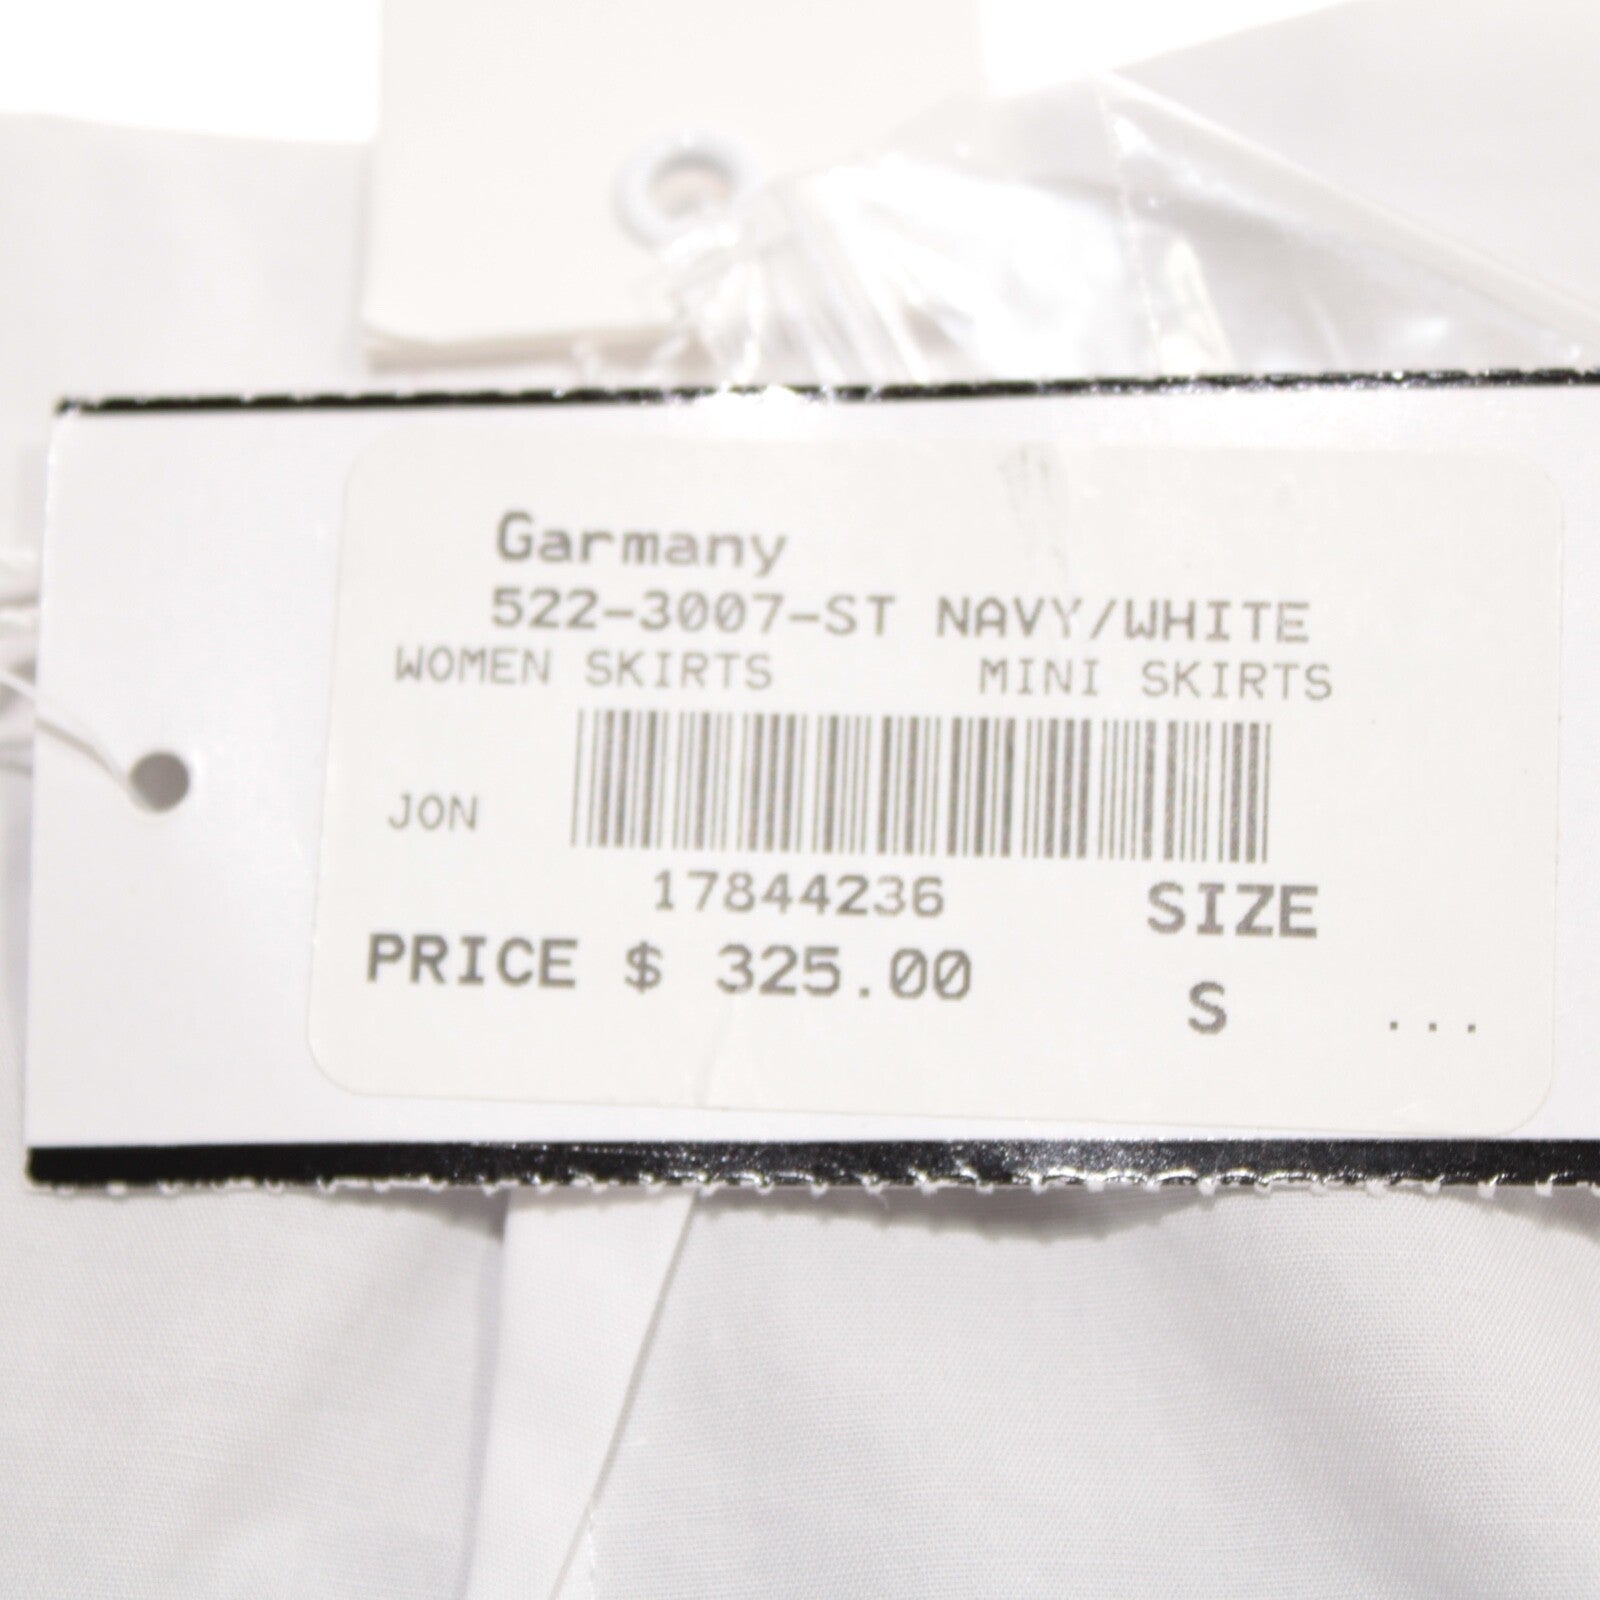 Garmany
522-3007-ST NAVY/WHITE
WOMEN SKIRTS MINI SKIRTS
JON
17844236
SIZE
PRICE $ 325.00
S ...